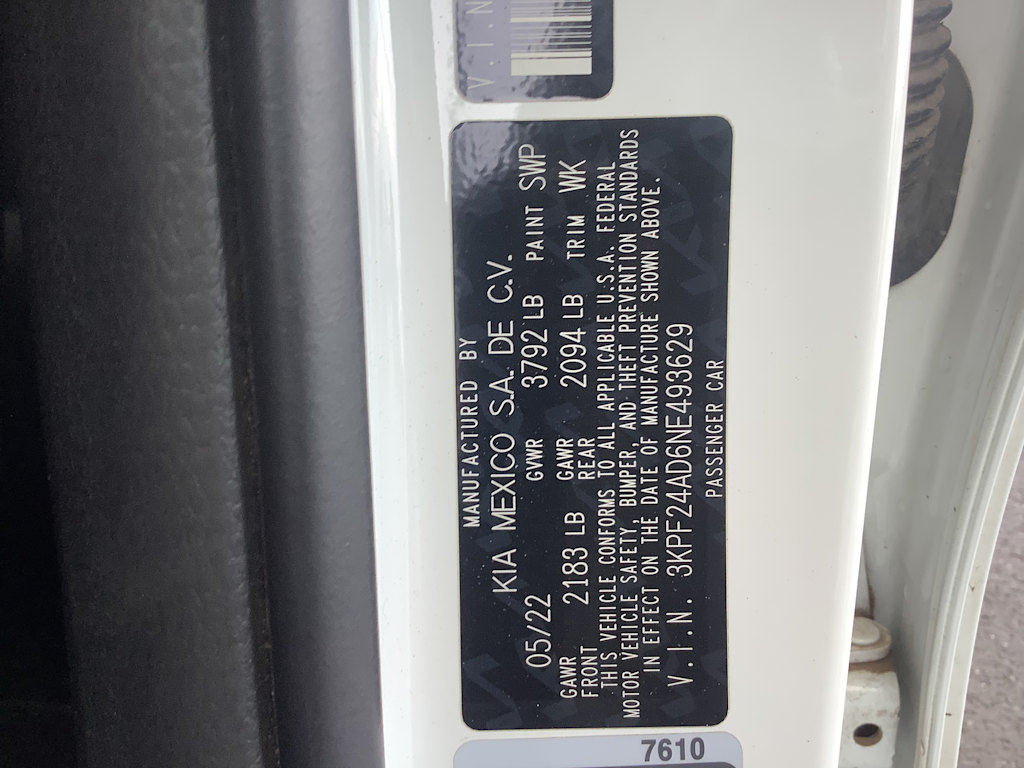 MANUFACTURED BY
KIA MEXICO S.A. DE C.V.
05/22 GVWR 3792 LB PAINT SWP
GAWR FRONT 2183 LB GAWR REAR 2094 LB TRIM WK
THIS VEHICLE CONFORMS TO ALL APPLICABLE U.S.A. FEDERAL
MOTOR VEHICLE SAFETY, BUMPER, AND THEFT PREVENTION STANDARDS
IN EFFECT ON THE DATE OF MANUFACTURE SHOWN ABOVE.
V.I.N. 3KPF24AD6NE493629
PASSENGER CAR
V.I.N
7610